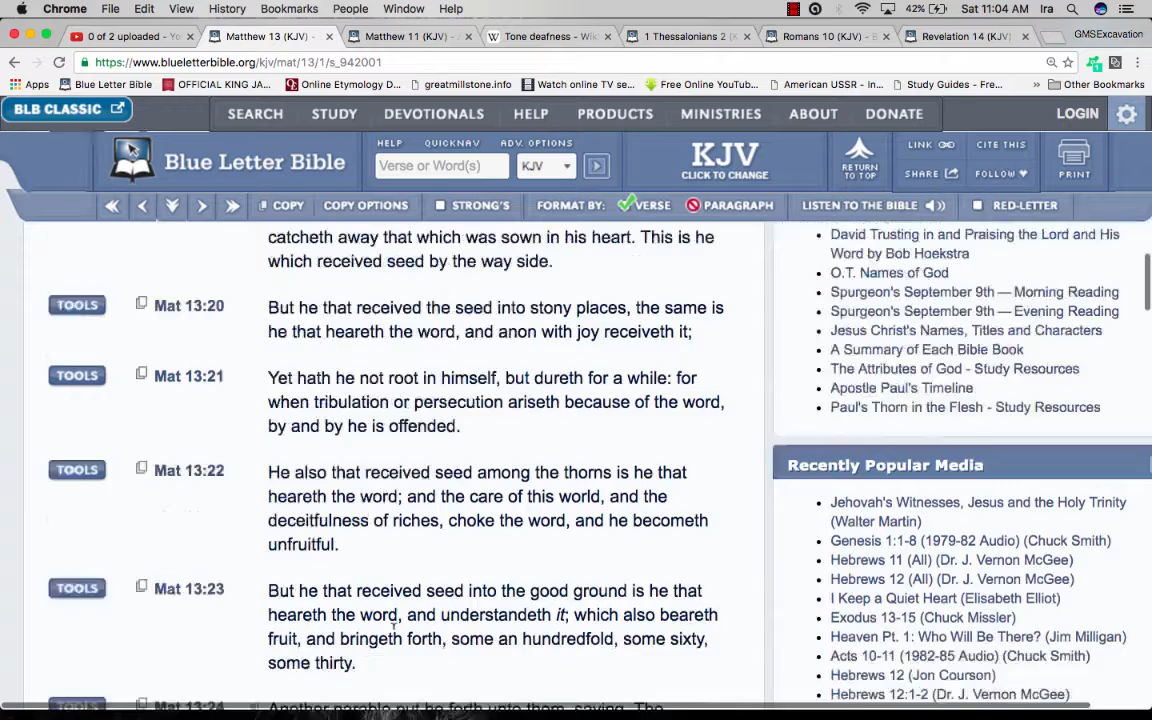 Chrome File Edit View History Bookmarks People Window Help 42% Sat 11:04 AM Ira
0 of 2 uploaded - Yo Matthew 13 (KJV) - Matthew 11 (KJV) - Tone deafness - Wiki 1 Thessalonians 2 (K Romans 10 (KJV) - B Revelation 14 (KJV) GMSExcavation
https://www.blueletterbible.org/kjv/mat/13/1/s_942001
Apps Blue Letter Bible OFFICIAL KING JA... Online Etymology D... greatmillstone.info Watch online TV se... Free Online YouTub... American USSR - In... Study Guides - Fre... » Other Bookmarks
BLB CLASSIC SEARCH STUDY DEVOTIONALS HELP PRODUCTS MINISTRIES ABOUT DONATE LOGIN
HELP QUICKNAV ADV. OPTIONS
Blue Letter Bible Verse or Word(s) KJV
KJV
CLICK TO CHANGE
RETURN
TO TOP
LINK CITE THIS
SHARE FOLLOW
PRINT
COPY COPY OPTIONS STRONG'S FORMAT BY: VERSE PARAGRAPH LISTEN TO THE BIBLE RED-LETTER
catcheth away that which was sown in his heart. This is he
which received seed by the way side.
TOOLS Mat 13:20 But he that received the seed into stony places, the same is
he that heareth the word, and anon with joy receiveth it;
TOOLS Mat 13:21 Yet hath he not root in himself, but dureth for a while: for
when tribulation or persecution ariseth because of the word,
by and by he is offended.
TOOLS Mat 13:22 He also that received seed among the thorns is he that
heareth the word; and the care of this world, and the
deceitfulness of riches, choke the word, and he becometh
unfruitful.
TOOLS Mat 13:23 But he that received seed into the good ground is he that
heareth the word, and understandeth it; which also beareth
fruit, and bringeth forth, some an hundredfold, some sixty,
some thirty.
TOOLS Mat 13:24 Another parable put he forth unto them, saying, The
David Trusting in and Praising the Lord and His
Word by Bob Hoekstra
O.T. Names of God
Spurgeon's September 9th — Morning Reading
Spurgeon's September 9th — Evening Reading
Jesus Christ's Names, Titles and Characters
A Summary of Each Bible Book
The Attributes of God - Study Resources
Apostle Paul's Timeline
Paul's Thorn in the Flesh - Study Resources
Recently Popular Media
Jehovah's Witnesses, Jesus and the Holy Trinity
(Walter Martin)
Genesis 1:1-8 (1979-82 Audio) (Chuck Smith)
Hebrews 11 (All) (Dr. J. Vernon McGee)
Hebrews 12 (All) (Dr. J. Vernon McGee)
I Keep a Quiet Heart (Elisabeth Elliot)
Exodus 13-15 (Chuck Missler)
Heaven Pt. 1: Who Will Be There? (Jim Milligan)
Acts 10-11 (1982-85 Audio) (Chuck Smith)
Hebrews 12 (Jon Courson)
Hebrews 12:1-2 (Dr. J. Vernon McGee)